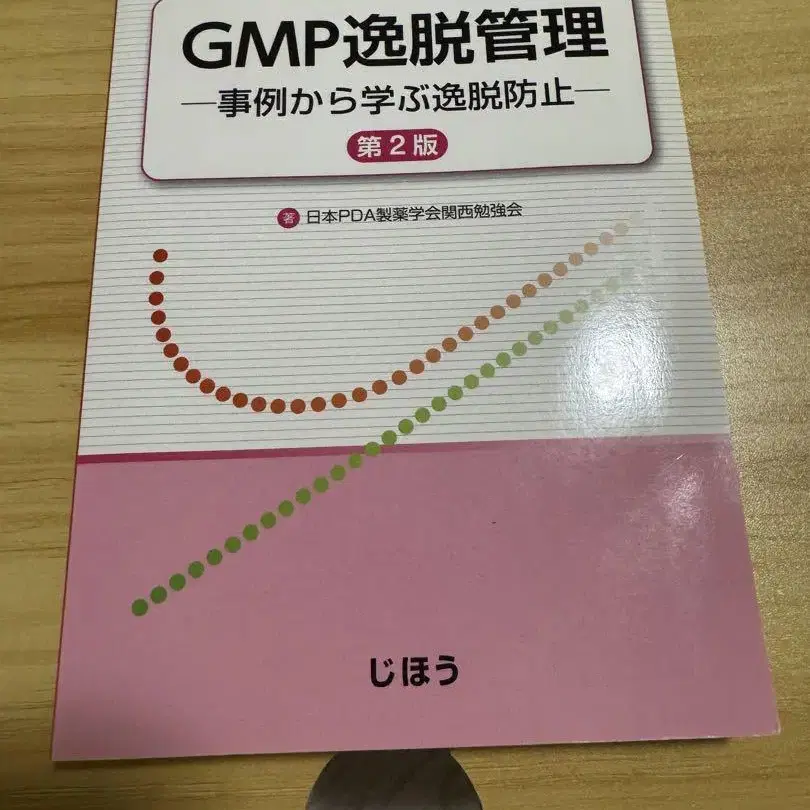 GMP逸脱管理
―事例から学ぶ逸脱防止―
第2版
著 日本PDA製薬学会関西勉強会
じほう